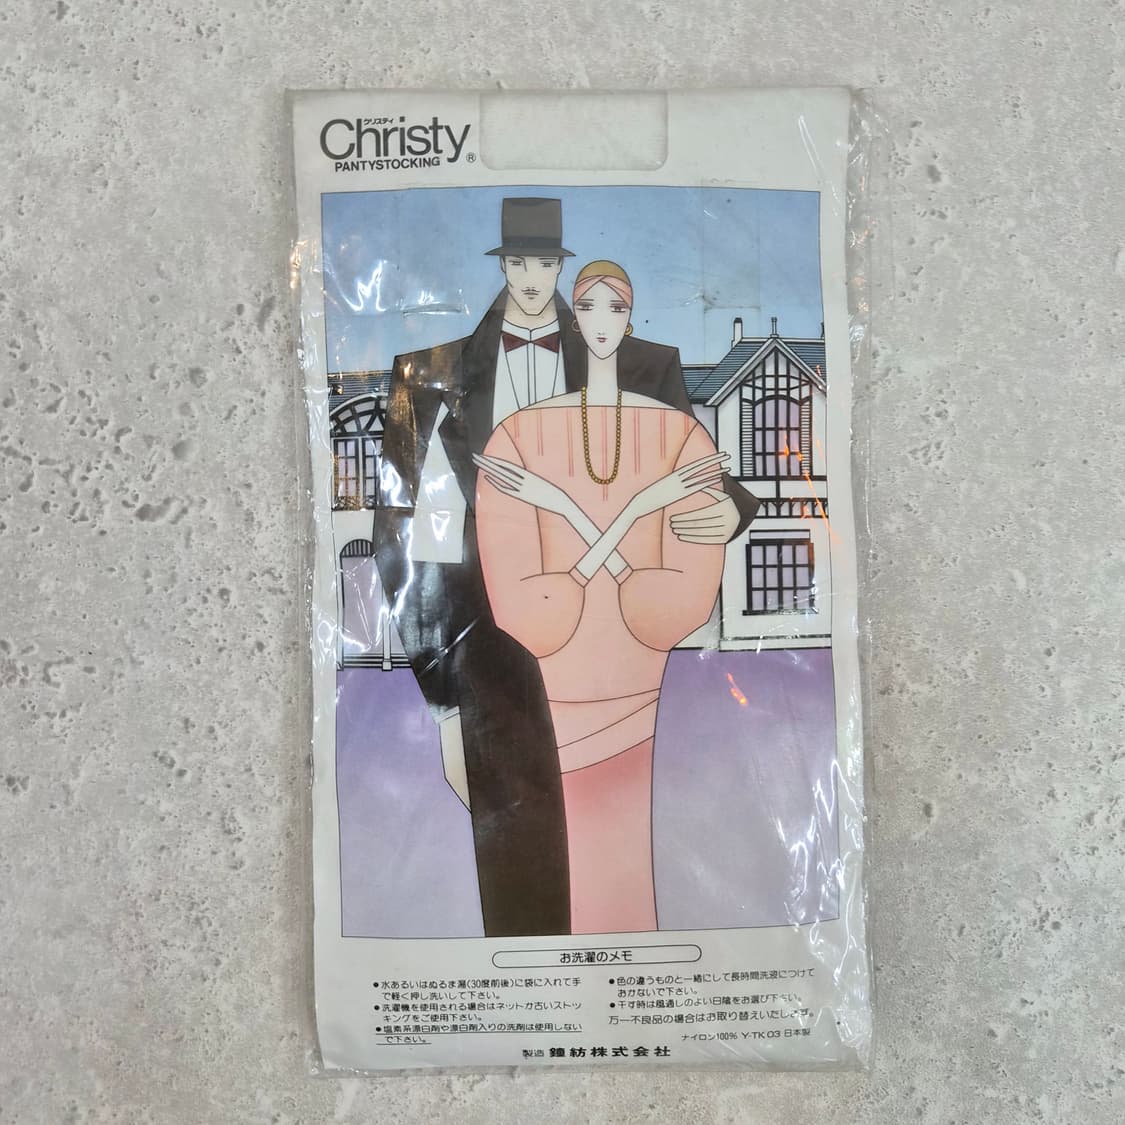 クリスティ
Christy®
PANTYSTOCKING
お洗濯のメモ
●水あるいはぬるま湯(30度前後)に袋に入れて手
で軽く押し洗いして下さい。
●洗濯機を使用される場合はネットか古いストッ
キングをご使用下さい。
●塩素系漂白剤や漂白剤入りの洗剤は使用しない
で下さい。
●色の違うものと一緒にして長時間洗液につけて
おかないで下さい。
●干す時は風通しのよい日陰をお選び下さい。
万一不良品の場合はお取り替えいたします。
ナイロン100% Y-TK 03 日本製
製造 鐘紡株式会社